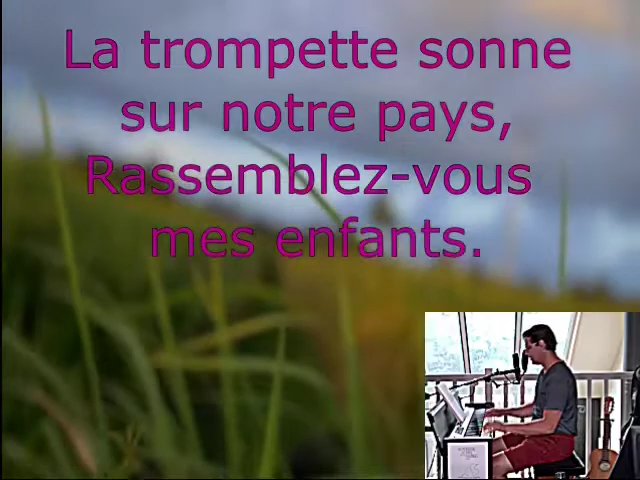 La trompette sonne
sur notre pays,
Rassemblez-vous
mes enfants.